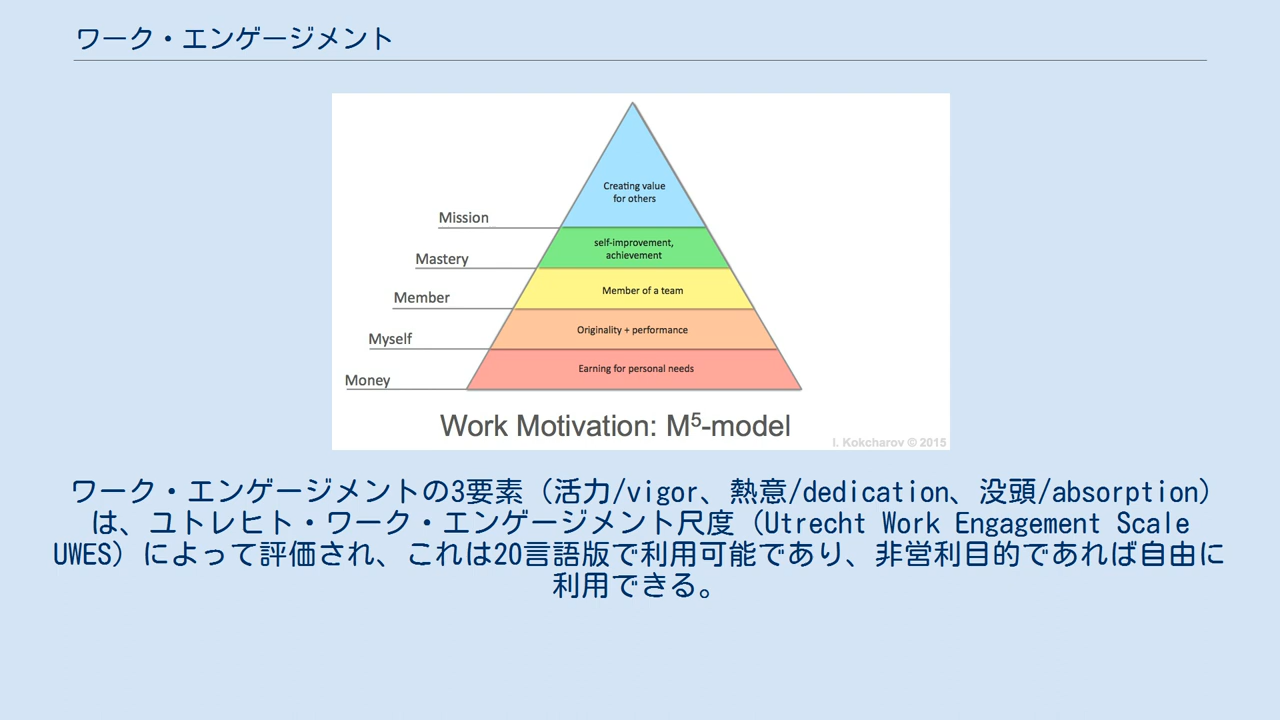 ワーク・エンゲージメント
Creating value
for others
Mission
self-improvement,
achievement
Mastery
Member of a team
Member
Originality + performance
Myself
Earning for personal needs
Money
Work Motivation: M⁵-model
I. Kokcharov © 2015
ワーク・エンゲージメントの3要素（活力/vigor、熱意/dedication、没頭/absorption）
は、ユトレヒト・ワーク・エンゲージメント尺度（Utrecht Work Engagement Scale
UWES）によって評価され、これは20言語版で利用可能であり、非営利目的であれば自由に
利用できる。